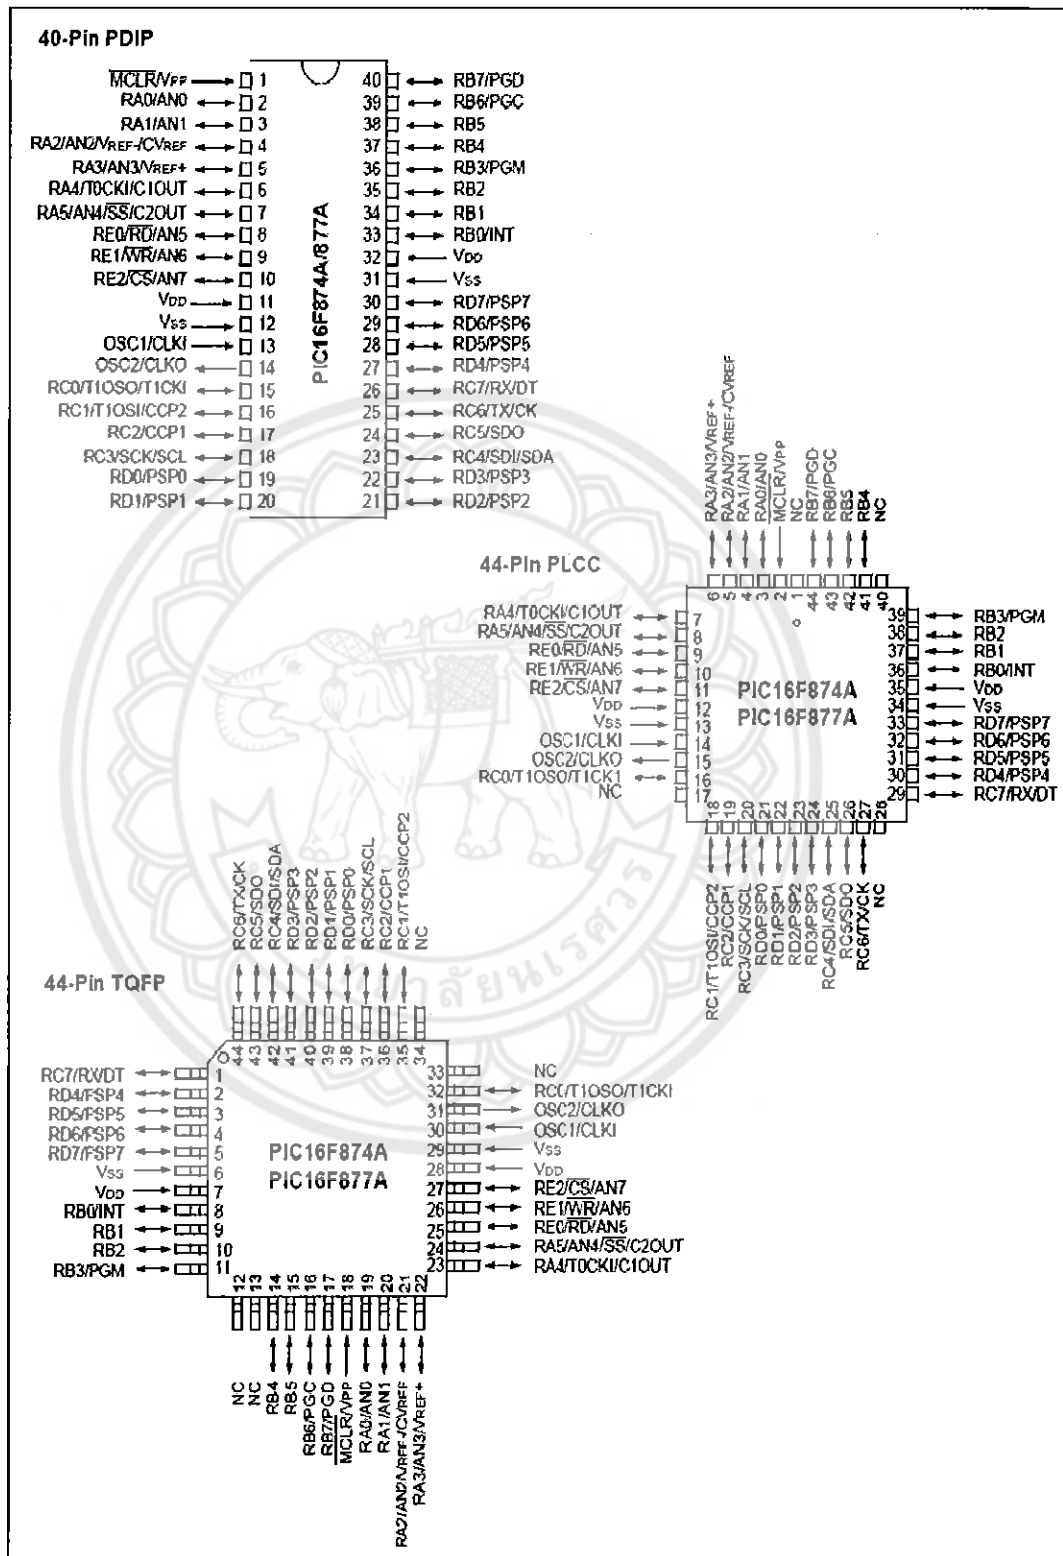 40-Pin PDIP
MCLR/VPP 1 40 RB7/PGD
RA0/AN0 2 39 RB6/PGC
RA1/AN1 3 38 RB5
RA2/AN2/VREF-/CVREF 4 37 RB4
RA3/AN3/VREF+ 5 36 RB3/PGM
RA4/T0CKI/C1OUT 6 35 RB2
RA5/AN4/SS/C2OUT 7 34 RB1
RE0/RD/AN5 8 33 RB0/INT
RE1/WR/AN6 9 32 VDD
RE2/CS/AN7 10 31 VSS
VDD 11 30 RD7/PSP7
VSS 12 29 RD6/PSP6
OSC1/CLKI 13 28 RD5/PSP5
OSC2/CLKO 14 27 RD4/PSP4
RC0/T1OSO/T1CKI 15 26 RC7/RX/DT
RC1/T1OSI/CCP2 16 25 RC6/TX/CK
RC2/CCP1 17 24 RC5/SDO
RC3/SCK/SCL 18 23 RC4/SDI/SDA
RD0/PSP0 19 22 RD3/PSP3
RD1/PSP1 20 21 RD2/PSP2
PIC16F874A/877A
44-Pin PLCC
RA3/AN3/VREF+
RA2/AN2/VREF-/CVREF
RA1/AN1
RA0/AN0
MCLR/VPP
NC
RB7/PGD
RB6/PGC
RB5
RB4
NC
6 5 4 3 2 1 44 43 42 41 40
RA4/T0CKI/C1OUT 7 39 RB3/PGM
RA5/AN4/SS/C2OUT 8 38 RB2
RE0/RD/AN5 9 37 RB1
RE1/WR/AN6 10 36 RB0/INT
RE2/CS/AN7 11 35 VDD
VDD 12 34 VSS
VSS 13 33 RD7/PSP7
OSC1/CLKI 14 32 RD6/PSP6
OSC2/CLKO 15 31 RD5/PSP5
RC0/T1OSO/T1CK1 16 30 RD4/PSP4
NC 17 29 RC7/RX/DT
PIC16F874A
PIC16F877A
18 19 20 21 22 23 24 25 26 27 28
RC1/T1OSI/CCP2
RC2/CCP1
RC3/SCK/SCL
RD0/PSP0
RD1/PSP1
RD2/PSP2
RD3/PSP3
RC4/SDI/SDA
RC5/SDO
RC6/TX/CK
NC
44-Pin TQFP
RC6/TX/CK
RC5/SDO
RC4/SDI/SDA
RD3/PSP3
RD2/PSP2
RD1/PSP1
RD0/PSP0
RC3/SCK/SCL
RC2/CCP1
RC1/T1OSI/CCP2
NC
44 43 42 41 40 39 38 37 36 35 34
RC7/RX/DT 1 33 NC
RD4/PSP4 2 32 RC0/T1OSO/T1CKI
RD5/PSP5 3 31 OSC2/CLKO
RD6/PSP6 4 30 OSC1/CLKI
RD7/PSP7 5 29 VSS
VSS 6 28 VDD
VDD 7 27 RE2/CS/AN7
RB0/INT 8 26 RE1/WR/AN6
RB1 9 25 RE0/RD/AN5
RB2 10 24 RA5/AN4/SS/C2OUT
RB3/PGM 11 23 RA4/T0CKI/C1OUT
PIC16F874A
PIC16F877A
12 13 14 15 16 17 18 19 20 21 22
NC
NC
RB4
RB5
RB6/PGC
RB7/PGD
MCLR/VPP
RA0/AN0
RA1/AN1
RA2/AN2/VREF-/CVREF
RA3/AN3/VREF+